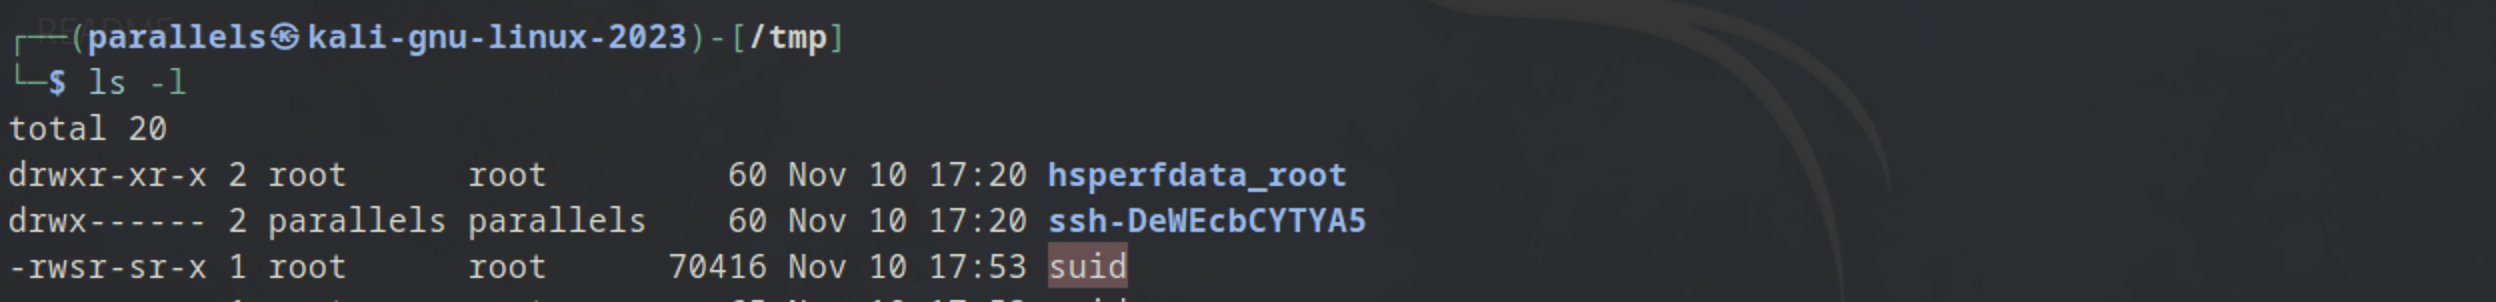 ┌──(parallels㉿kali-gnu-linux-2023)-[/tmp]
└─$ ls -l
total 20
drwxr-xr-x 2 root      root         60 Nov 10 17:20 hsperfdata_root
drwx------ 2 parallels parallels    60 Nov 10 17:20 ssh-DeWEcbCYTYA5
-rwsr-sr-x 1 root      root      70416 Nov 10 17:53 suid